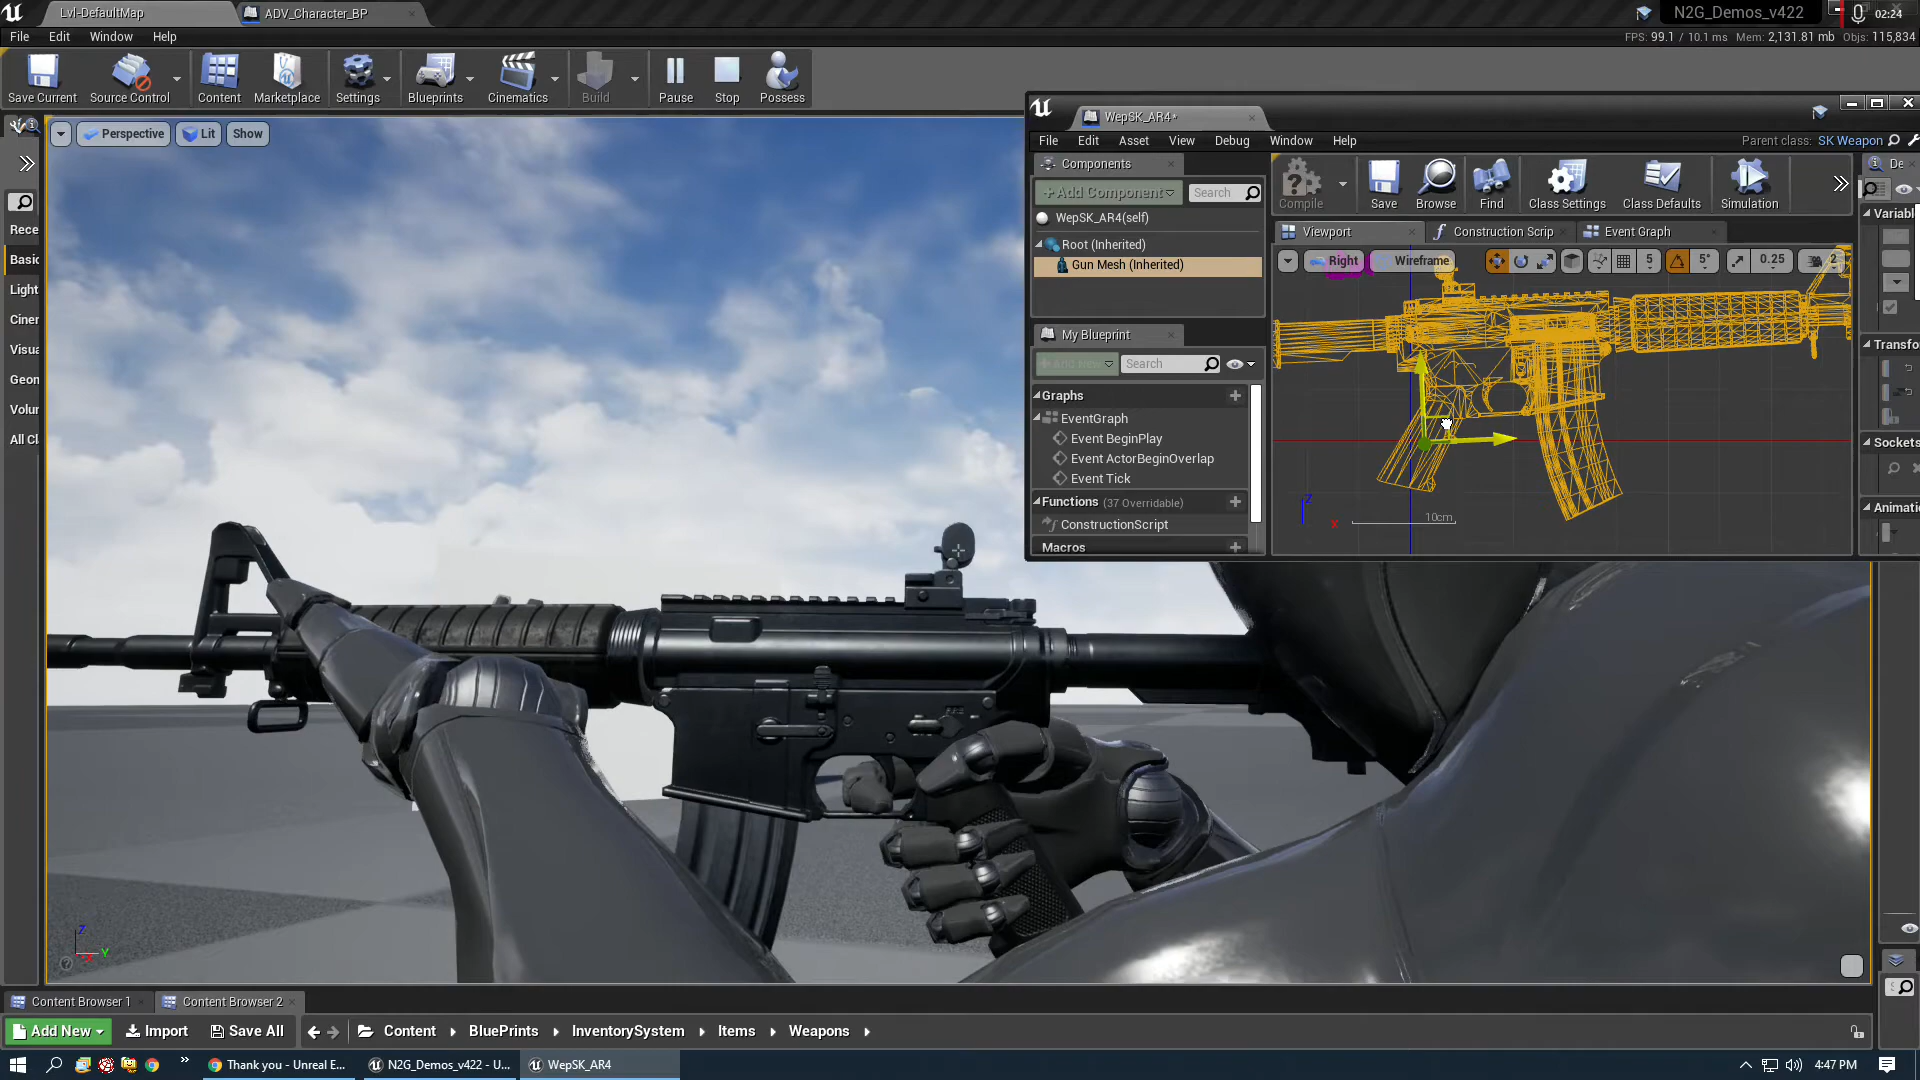 Lvl-DefaultMap
ADV_Character_BP
N2G_Demos_v422
02:24
File Edit Window Help
FPS: 99.1 / 10.1 ms Mem: 2,131.81 mb Objs: 115,834
Save Current
Source Control
Content
Marketplace
Settings
Blueprints
Cinematics
Build
Pause
Stop
Possess
Perspective
Lit
Show
Rece
Basic
Light
Ciner
Visua
Geon
Volur
All Cl
WepSK_AR4*
File Edit Asset View Debug Window Help
Parent class: SK Weapon
Components
+Add Component
Search
WepSK_AR4(self)
Root (Inherited)
Gun Mesh (Inherited)
My Blueprint
Search
Graphs
EventGraph
Event BeginPlay
Event ActorBeginOverlap
Event Tick
Functions (37 Overridable)
ConstructionScript
Macros
Compile
Save
Browse
Find
Class Settings
Class Defaults
Simulation
Viewport
Construction Scrip
Event Graph
Right
Wireframe
5
5°
0.25
2
Z
X
10cm
De
Variabl
Transfo
Sockets
Animati
Z
Y
Content Browser 1
Content Browser 2
Add New
Import
Save All
Content
BluePrints
InventorySystem
Items
Weapons
Thank you - Unreal E...
N2G_Demos_v422 - U...
WepSK_AR4
4:47 PM